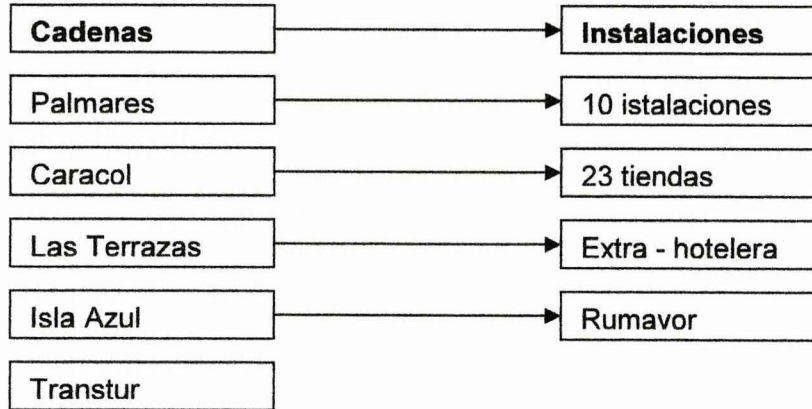 Cadenas Instalaciones
Palmares 10 istalaciones
Caracol 23 tiendas
Las Terrazas Extra - hotelera
Isla Azul Rumavor
Transtur